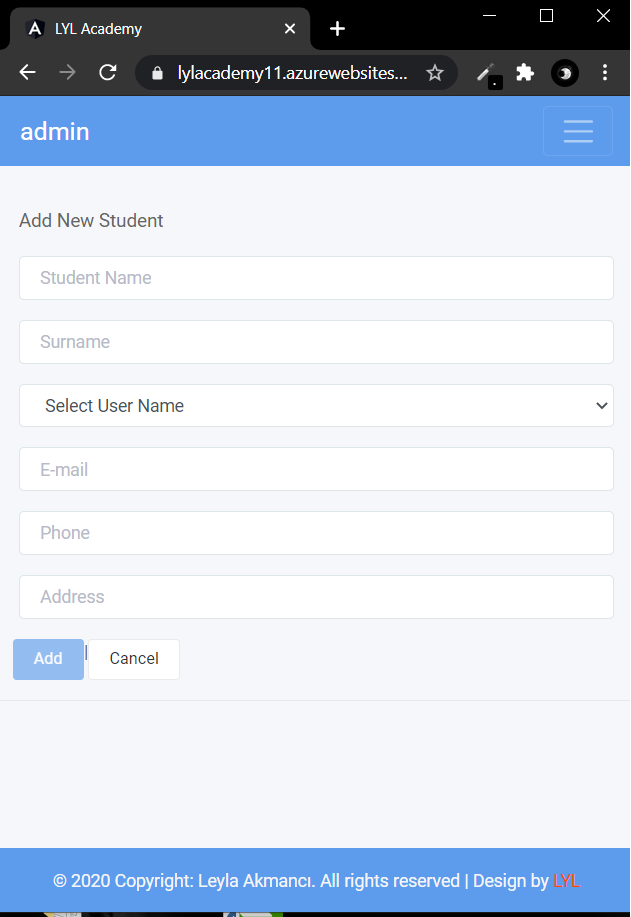 LYL Academy
lylacademy11.azurewebsites...
admin
Add New Student
Student Name
Surname
Select User Name
E-mail
Phone
Address
Add | Cancel
© 2020 Copyright: Leyla Akmancı. All rights reserved | Design by LYL